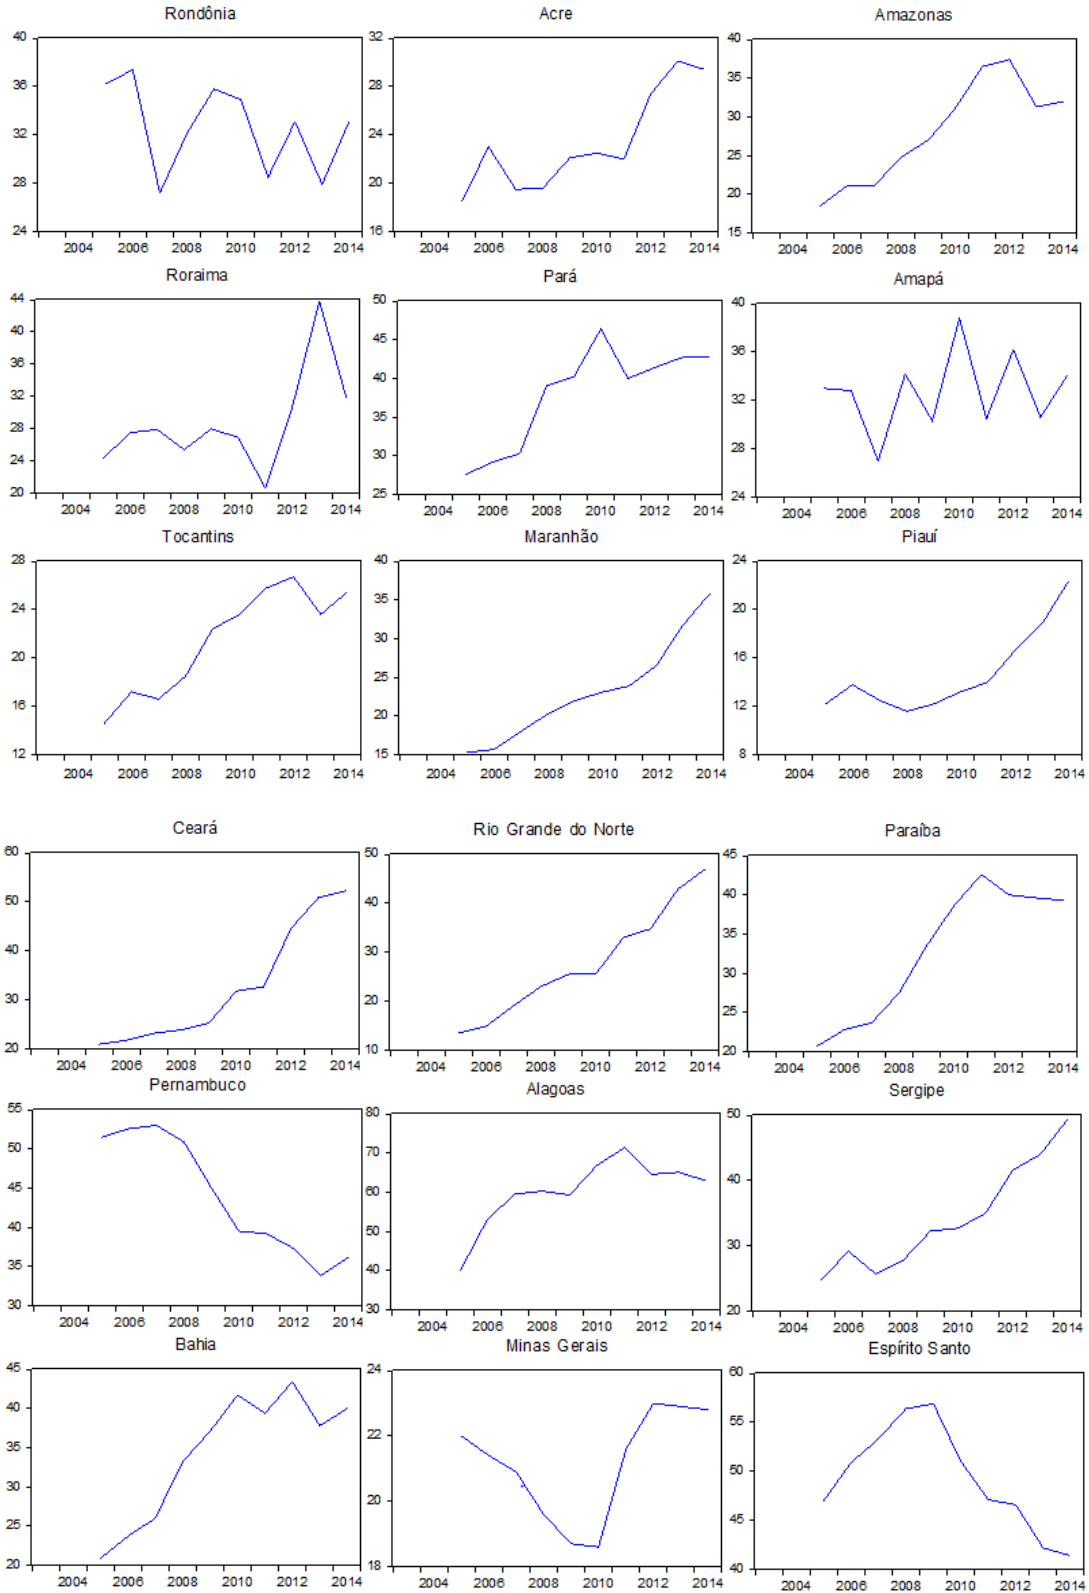 Rondônia
Acre
Amazonas
40
36
32
28
24
2004 2006 2008 2010 2012 2014
32
28
24
20
16
2004 2006 2008 2010 2012 2014
40
35
30
25
20
15
2004 2006 2008 2010 2012 2014
Roraima
Pará
Amapá
44
40
36
32
28
24
20
2004 2006 2008 2010 2012 2014
50
45
40
35
30
25
2004 2006 2008 2010 2012 2014
40
36
32
28
24
2004 2006 2008 2010 2012 2014
Tocantins
Maranhão
Piauí
28
24
20
16
12
2004 2006 2008 2010 2012 2014
40
35
30
25
20
15
2004 2006 2008 2010 2012 2014
24
20
16
12
8
2004 2006 2008 2010 2012 2014
Ceará
Rio Grande do Norte
Paraíba
60
50
40
30
20
2004 2006 2008 2010 2012 2014
50
40
30
20
10
2004 2006 2008 2010 2012 2014
45
40
35
30
25
20
2004 2006 2008 2010 2012 2014
Pernambuco
Alagoas
Sergipe
55
50
45
40
35
30
2004 2006 2008 2010 2012 2014
80
70
60
50
40
30
2004 2006 2008 2010 2012 2014
50
40
30
20
2004 2006 2008 2010 2012 2014
Bahia
Minas Gerais
Espírito Santo
45
40
35
30
25
20
2004 2006 2008 2010 2012 2014
24
22
20
18
2004 2006 2008 2010 2012 2014
60
55
50
45
40
2004 2006 2008 2010 2012 2014